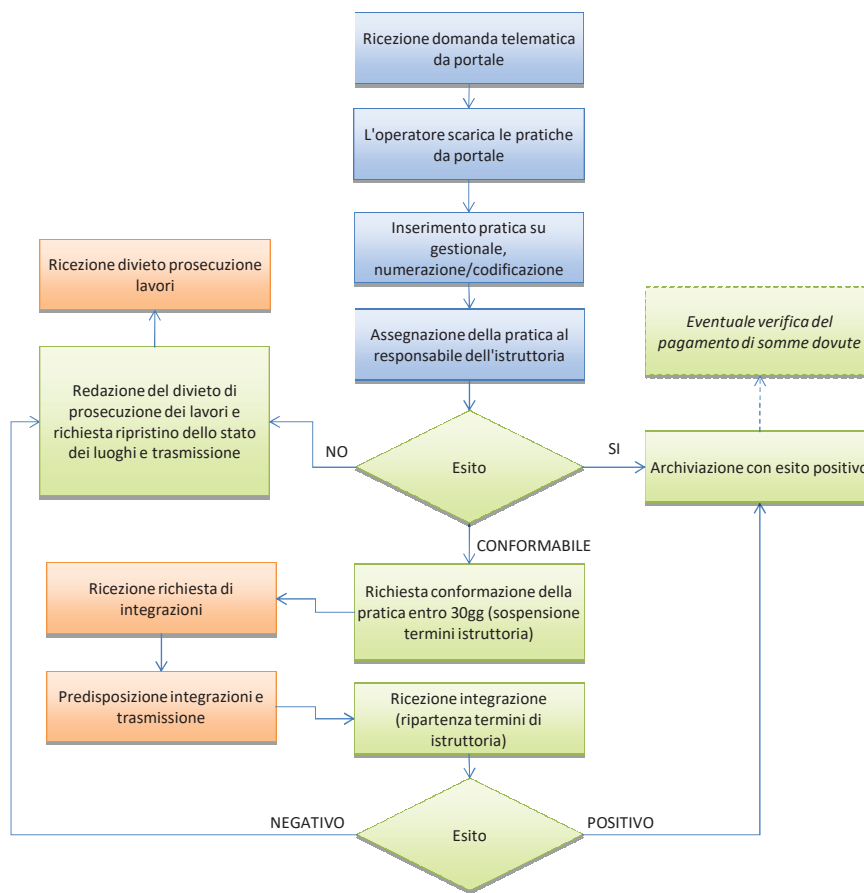 Ricezione domanda telematica
da portale
L'operatore scarica le pratiche
da portale
Inserimento pratica su
gestionale,
numerazione/codificazione
Ricezione divieto prosecuzione
lavori
Assegnazione della pratica al
responsabile dell'istruttoria
Eventuale verifica del
pagamento di somme dovute
Redazione del divieto di
prosecuzione dei lavori e
richiesta ripristino dello stato
dei luoghi e trasmissione
NO
Esito
SI
Archiviazione con esito positivo
CONFORMABILE
Ricezione richiesta di
integrazioni
Richiesta conformazione della
pratica entro 30gg (sospensione
termini istruttoria)
Predisposizione integrazioni e
trasmissione
Ricezione integrazione
(ripartenza termini di
istruttoria)
NEGATIVO
Esito
POSITIVO